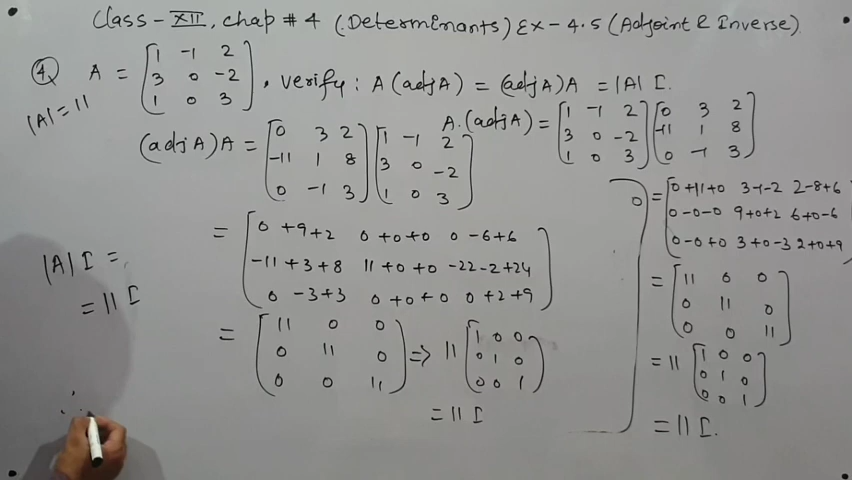 Class - XII, chap # 4 (Determenants) Ex - 4.5 (Adjoint & Inverse)
4Q A = [1 -1 2
3 0 -2
1 0 3], verify: A(adjA) = (adjA)A = |A| I.
|A| = 11
(adjA)A = [0 3 2
-11 1 8
0 -1 3] [1 -1 2
3 0 -2
1 0 3]
= [0 +9+2 0+0+0 0-6+6
-11+3+8 11+0+0 -22-2+24
0 -3+3 0+0+0 0+2+9]
= [11 0 0
0 11 0
0 0 11] => 11 [1 0 0
0 1 0
0 0 1]
= 11 I
A.(adjA) = [1 -1 2
3 0 -2
1 0 3] [0 3 2
-11 1 8
0 -1 3]
0 = [0+11+0 3-1-2 2-8+6
0-0-0 9+0+2 6+0-6
0-0+0 3+0-3 2+0+9]
= [11 0 0
0 11 0
0 0 11]
= 11 [1 0 0
0 1 0
0 0 1]
= 11 I.
|A| I =
= 11 I